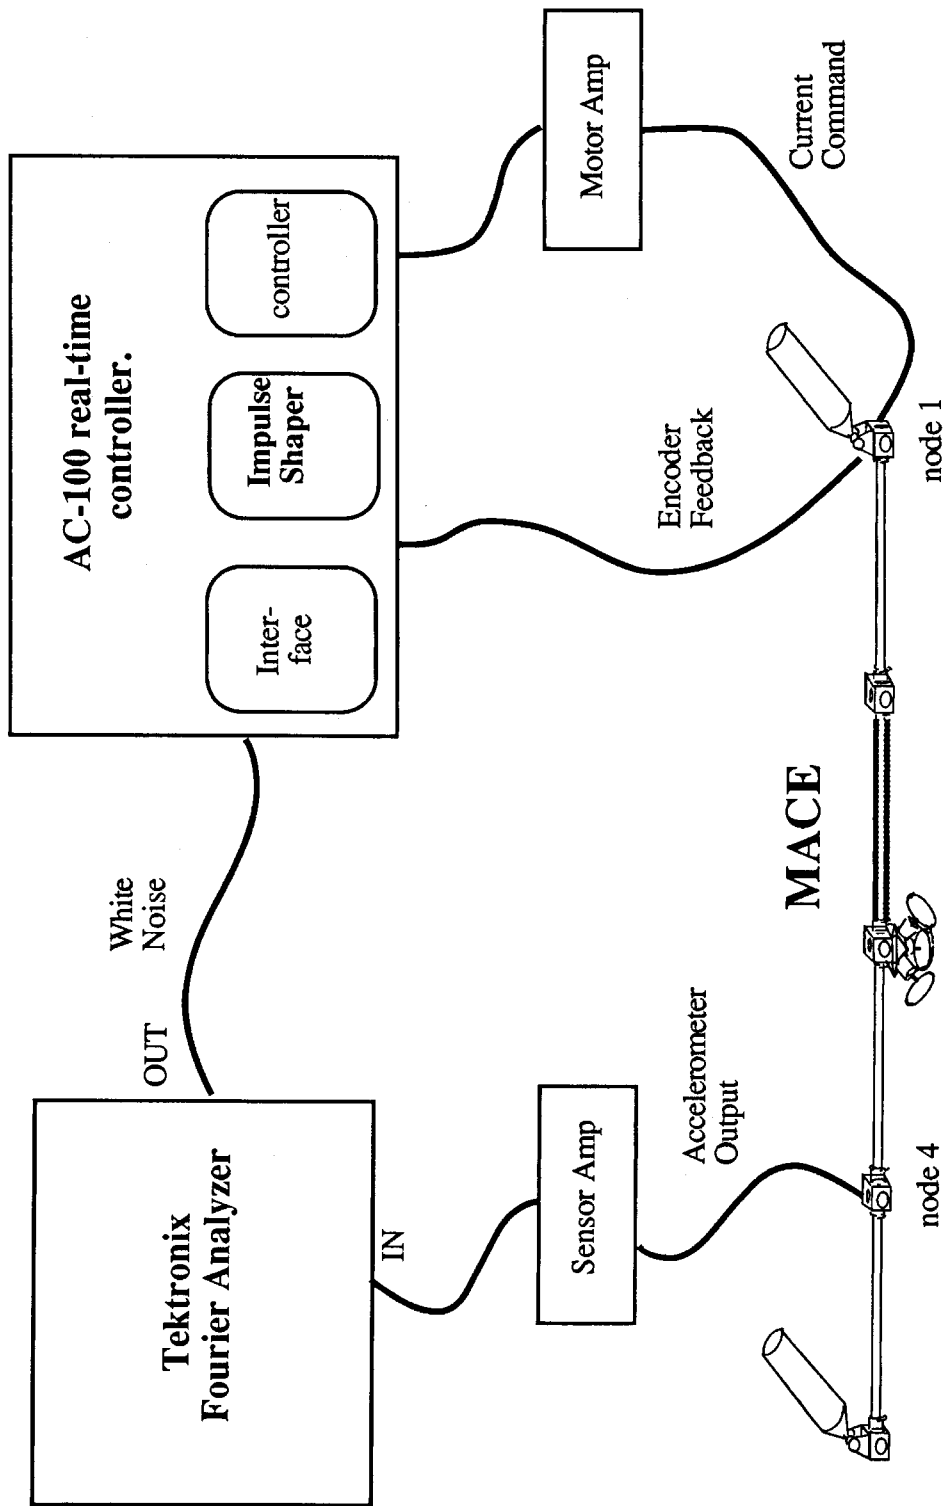 Tektronix
Fourier Analyzer
OUT
White
Noise
AC-100 real-time
controller.
Inter-
face
Impulse
Shaper
controller
IN
Sensor Amp
Motor Amp
Accelerometer
Output
Encoder
Feedback
Current
Command
MACE
node 4
node 1